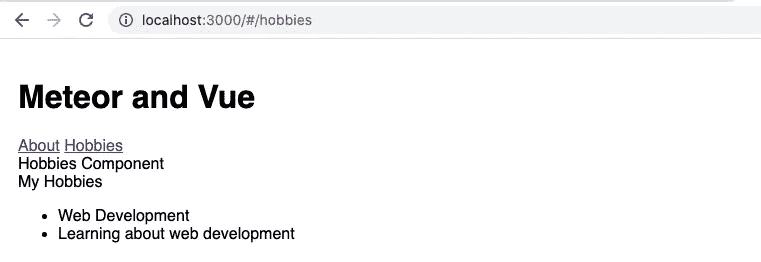 localhost:3000/#/hobbies
Meteor and Vue
About Hobbies
Hobbies Component
My Hobbies
Web Development
Learning about web development